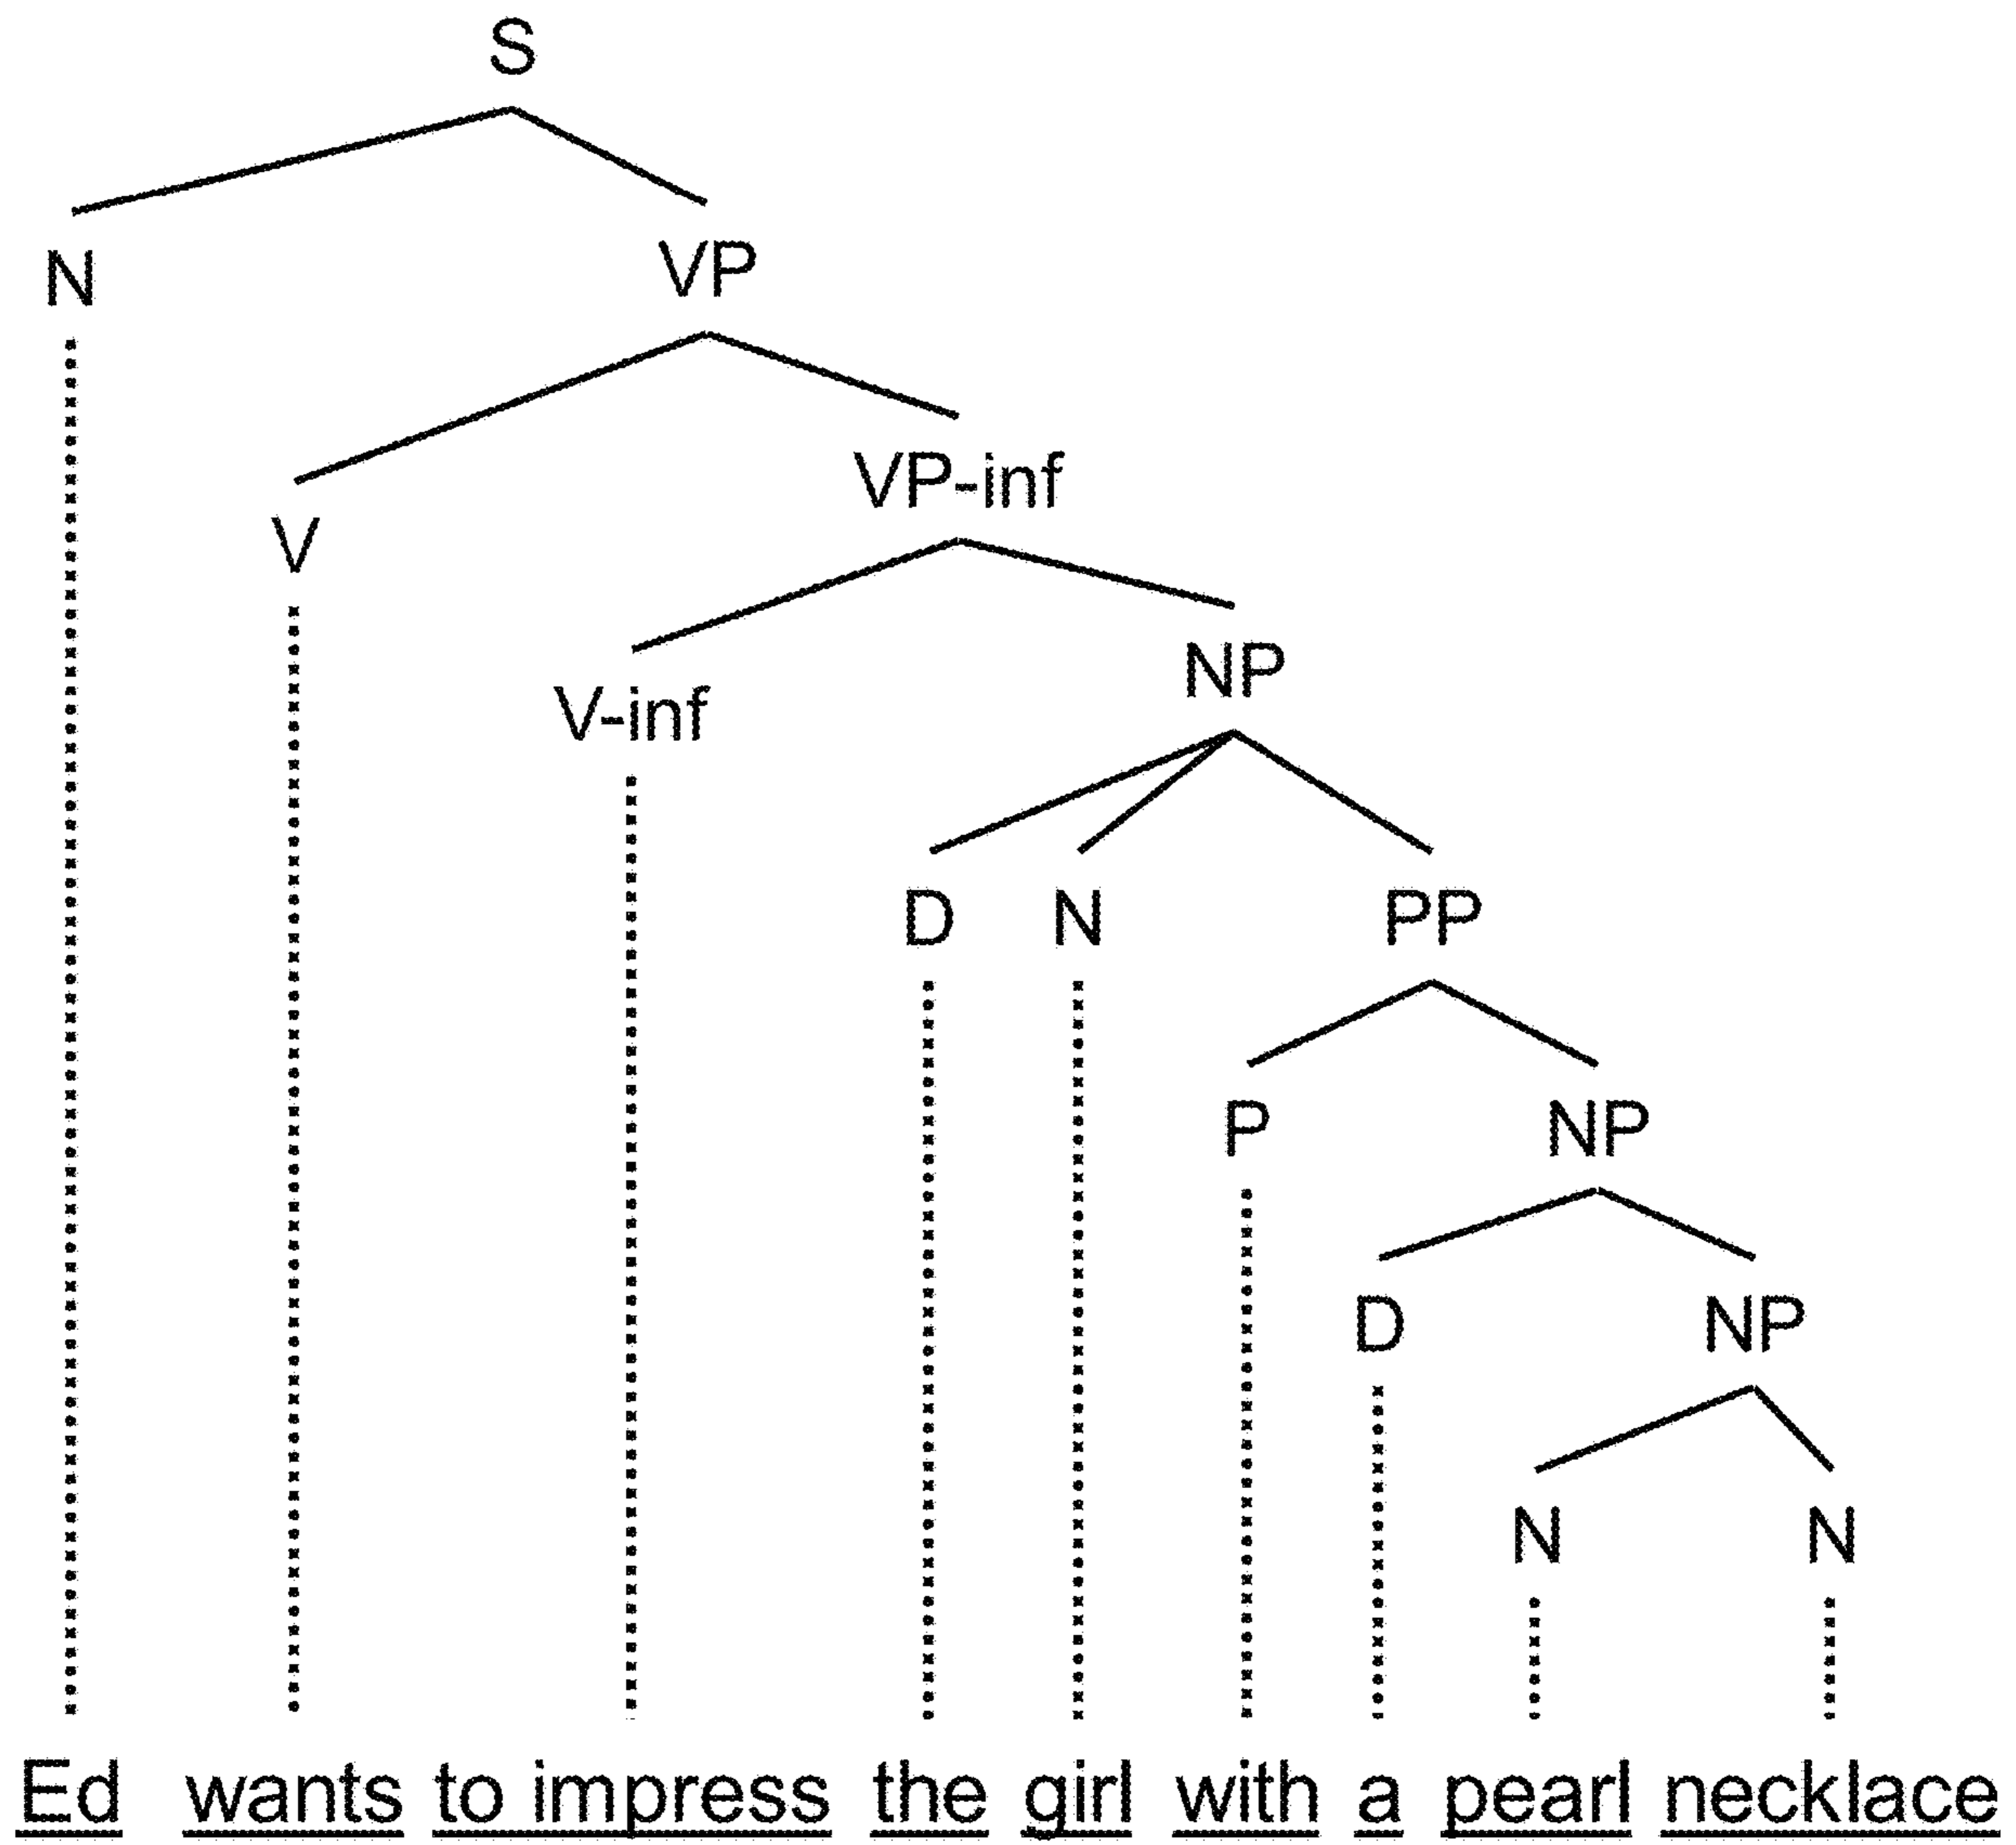 S
N VP
V VP-inf
V-inf NP
D N PP
P NP
D NP
N N
Ed wants to impress the girl with a pearl necklace